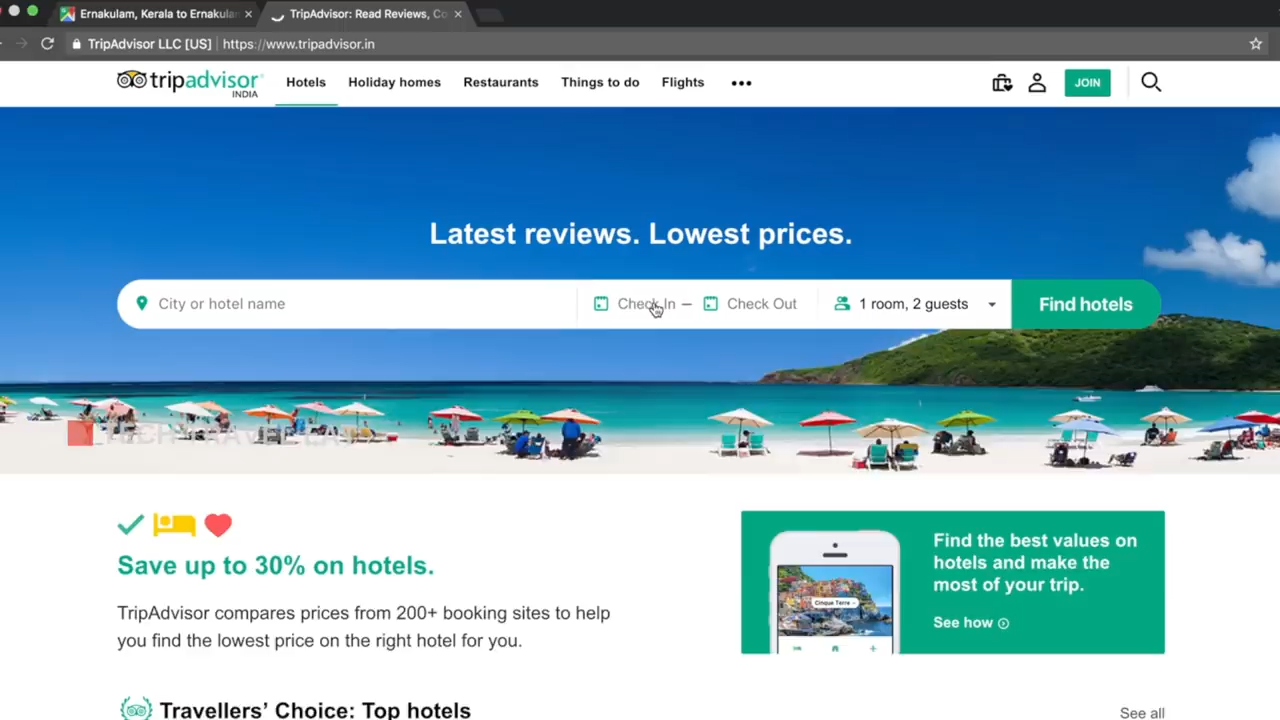 Ernakulam, Kerala to Ernakulan
TripAdvisor: Read Reviews, Co
TripAdvisor LLC [US] https://www.tripadvisor.in
tripadvisor
INDIA
Hotels Holiday homes Restaurants Things to do Flights
JOIN
Latest reviews. Lowest prices.
City or hotel name Check In – Check Out 1 room, 2 guests Find hotels
Save up to 30% on hotels.
TripAdvisor compares prices from 200+ booking sites to help
you find the lowest price on the right hotel for you.
Cinque Terre
Find the best values on
hotels and make the
most of your trip.
See how
Travellers' Choice: Top hotels
See all